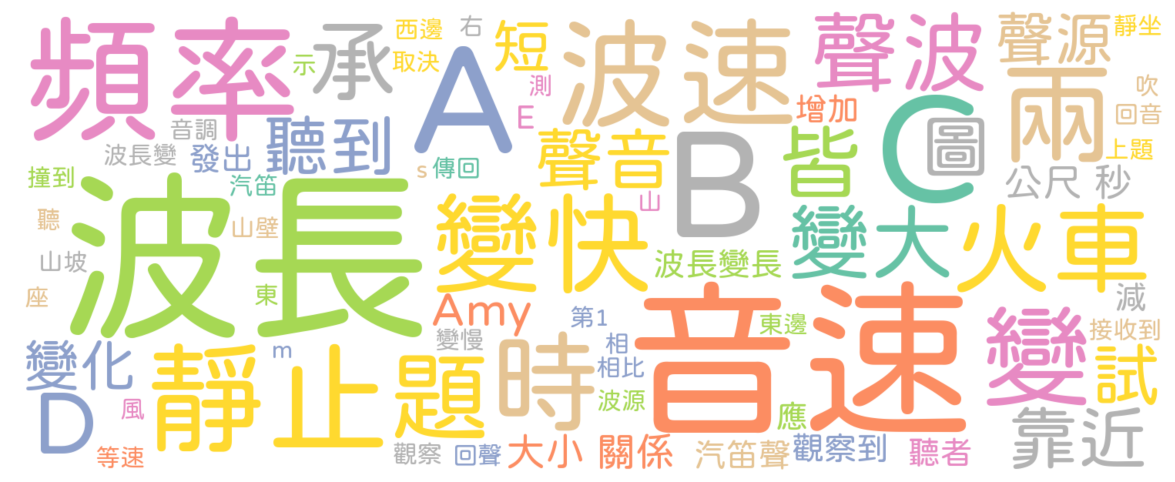 頻率
承
示
西邊
取決
右
短
A
測
E
波速
聲波
聲源
靜坐
兩
吹
回音
上題
增加
音調
波長變
發出
聽到
s
傳回
聲音
B
皆
C
圖
公尺
秒
撞到
汽笛
聽
山壁
山坡
座
東
波長
山
變快
波長變長
變大
火車
減
Amy
變慢
第1
相
相比
東邊
音速
變
接收到
變化
靜止
m
題
時
波源
試
D
風
等速
觀察
回聲
大小
關係
應
汽笛聲
觀察到
聽者
靠近